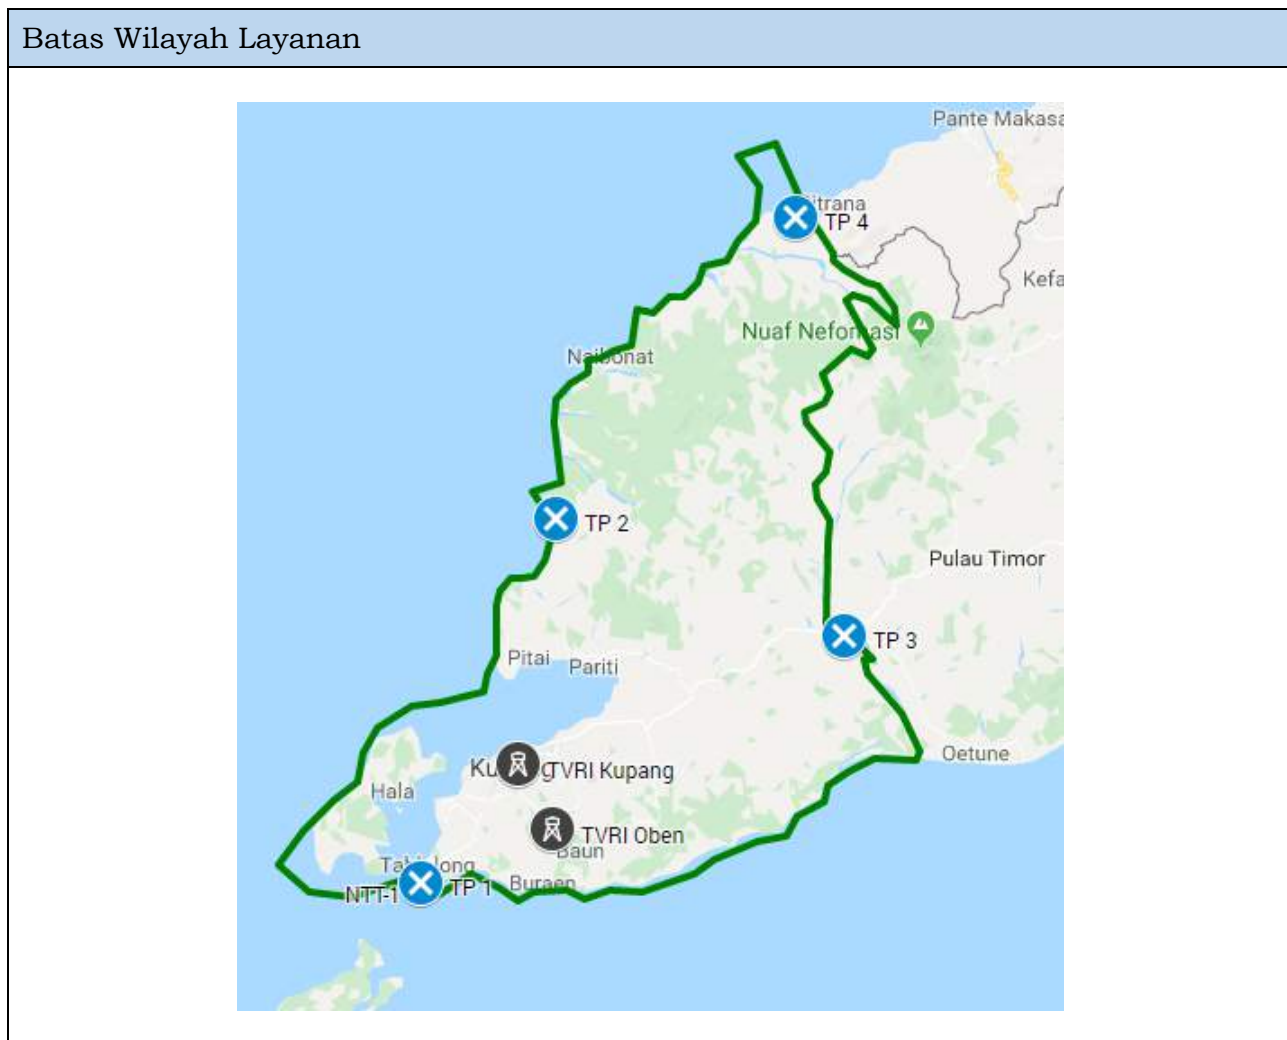 Batas Wilayah Layanan
Pante Makasa
TP 4
Kefa
Nuaf Nefomasi
Naibonat
TP 2
Pulau Timor
TP 3
Pitai
Pariti
Oetune
TVRI Kupang
Hala
TVRI Oben
Baun
NTT-1
TP 1
Buraen